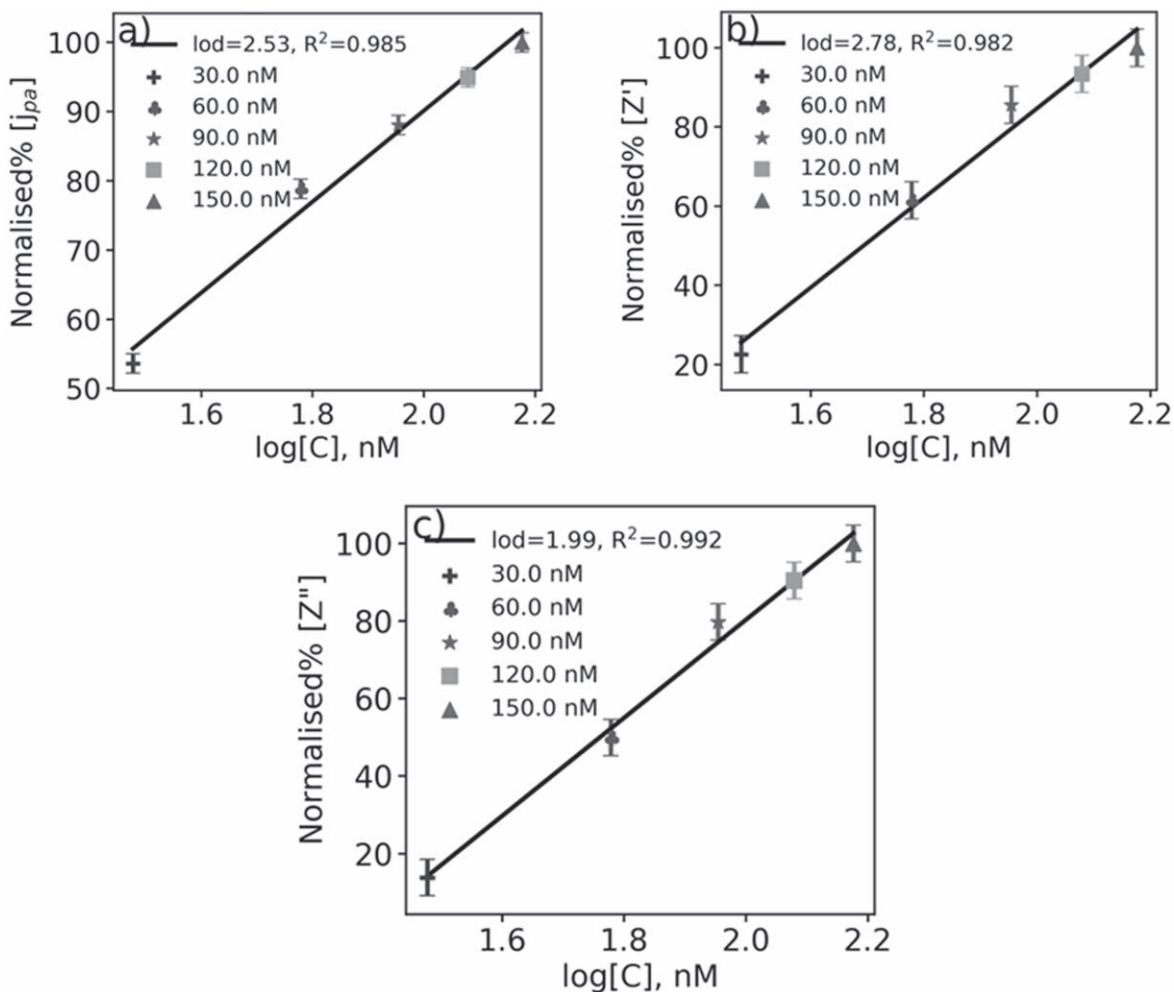 a)
lod=2.53, R²=0.985
30.0 nM
60.0 nM
90.0 nM
120.0 nM
150.0 nM
100
90
80
70
60
50
Normalised% [jpa]
1.6 1.8 2.0 2.2
log[C], nM
b)
lod=2.78, R²=0.982
30.0 nM
60.0 nM
90.0 nM
120.0 nM
150.0 nM
100
80
60
40
20
Normalised% [Z']
1.6 1.8 2.0 2.2
log[C], nM
c)
lod=1.99, R²=0.992
30.0 nM
60.0 nM
90.0 nM
120.0 nM
150.0 nM
100
80
60
40
20
Normalised% [Z"]
1.6 1.8 2.0 2.2
log[C], nM